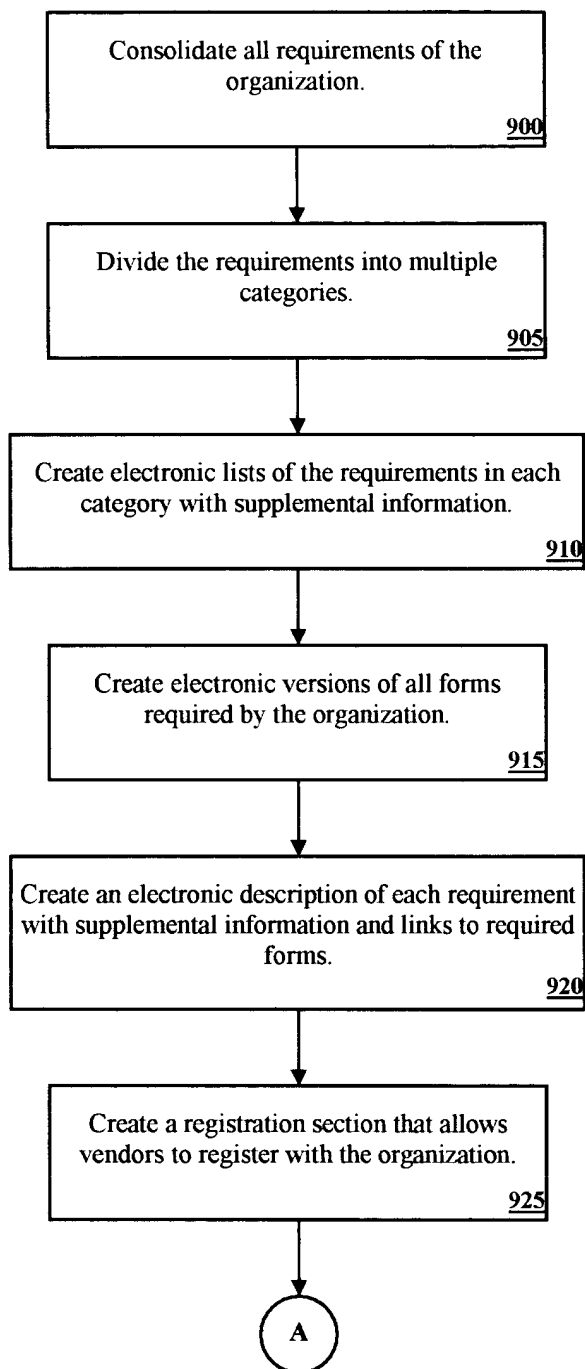 Consolidate all requirements of the
organization.
900
Divide the requirements into multiple
categories.
905
Create electronic lists of the requirements in each
category with supplemental information.
910
Create electronic versions of all forms
required by the organization.
915
Create an electronic description of each requirement
with supplemental information and links to required
forms.
920
Create a registration section that allows
vendors to register with the organization.
925
A